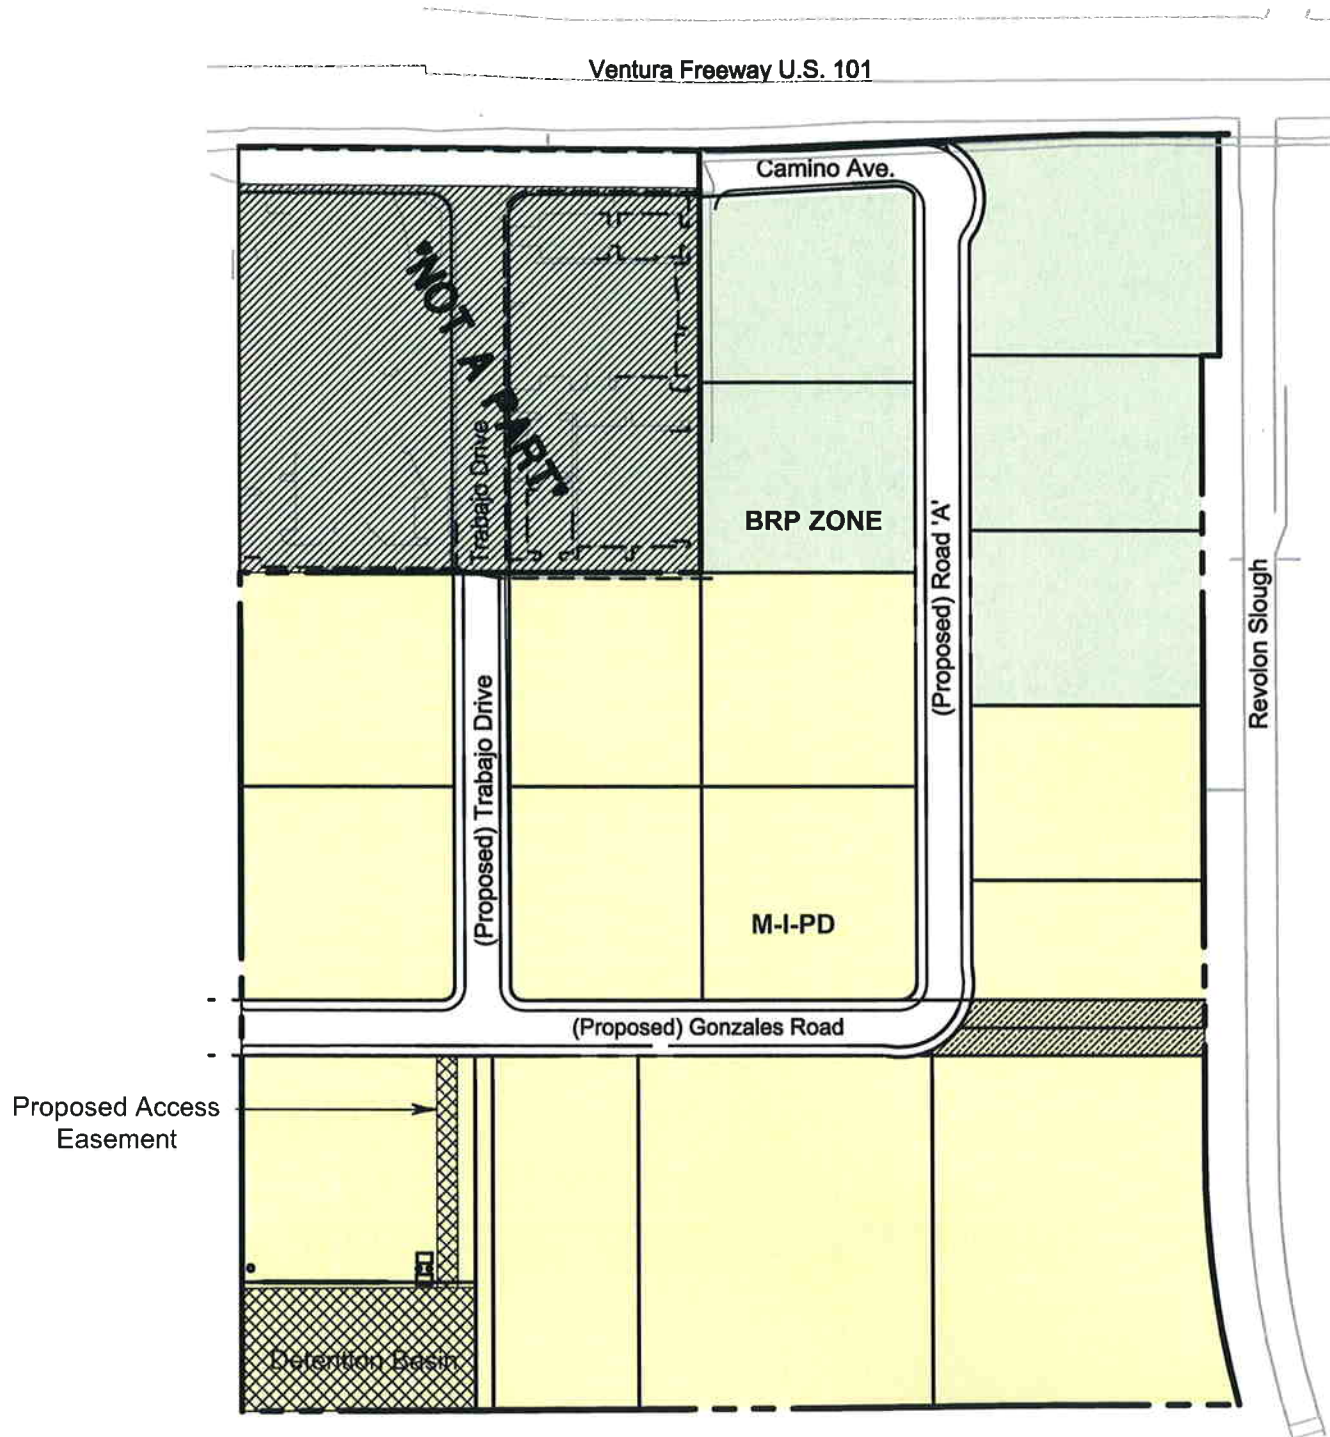 Ventura Freeway U.S. 101
Camino Ave.
"NOT A PART"
Trabajo Drive
BRP ZONE
(Proposed) Road 'A'
Revolon Slough
(Proposed) Trabajo Drive
M-I-PD
(Proposed) Gonzales Road
Proposed Access
Easement
Detention Basin